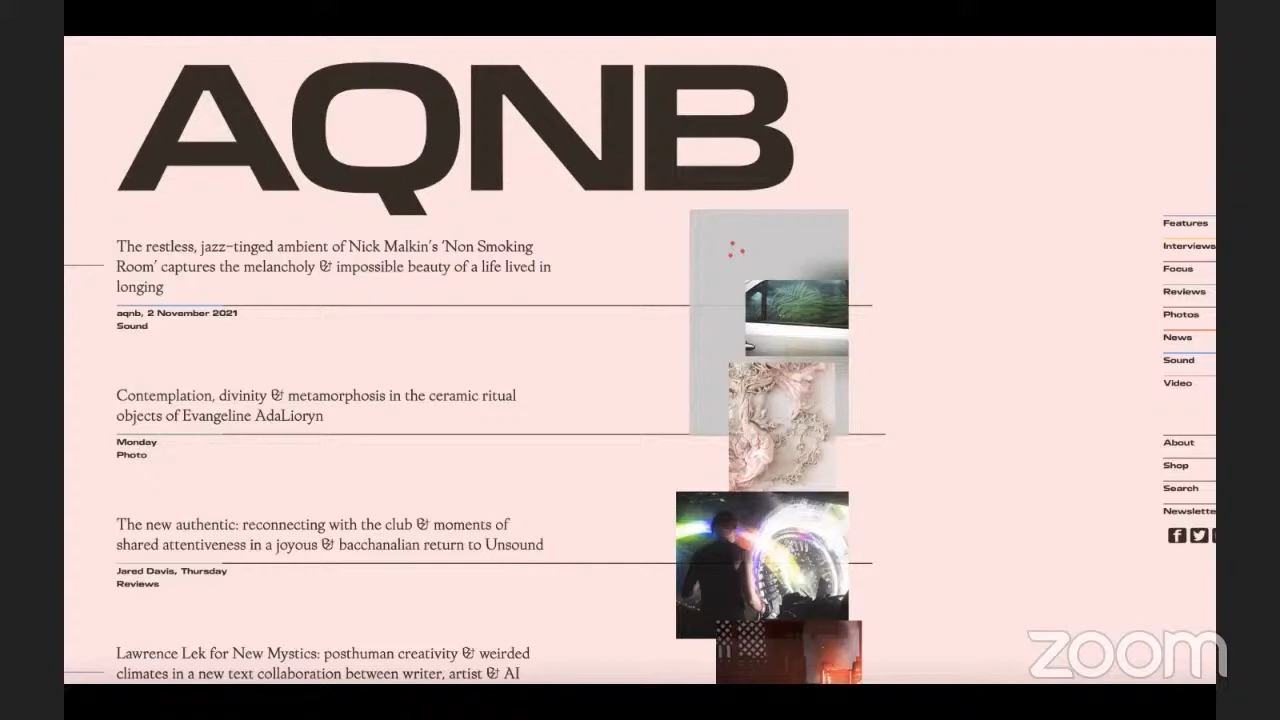 AQNB
The restless, jazz-tinged ambient of Nick Malkin's 'Non Smoking
Room' captures the melancholy & impossible beauty of a life lived in
longing
aqnb, 2 November 2021
Sound
Contemplation, divinity & metamorphosis in the ceramic ritual
objects of Evangeline AdaLioryn
Monday
Photo
The new authentic: reconnecting with the club & moments of
shared attentiveness in a joyous & bacchanalian return to Unsound
Jared Davis, Thursday
Reviews
Lawrence Lek for New Mystics: posthuman creativity & weirded
climates in a new text collaboration between writer, artist & AI
Features
Interviews
Focus
Reviews
Photos
News
Sound
Video
About
Shop
Search
Newslette
zoom